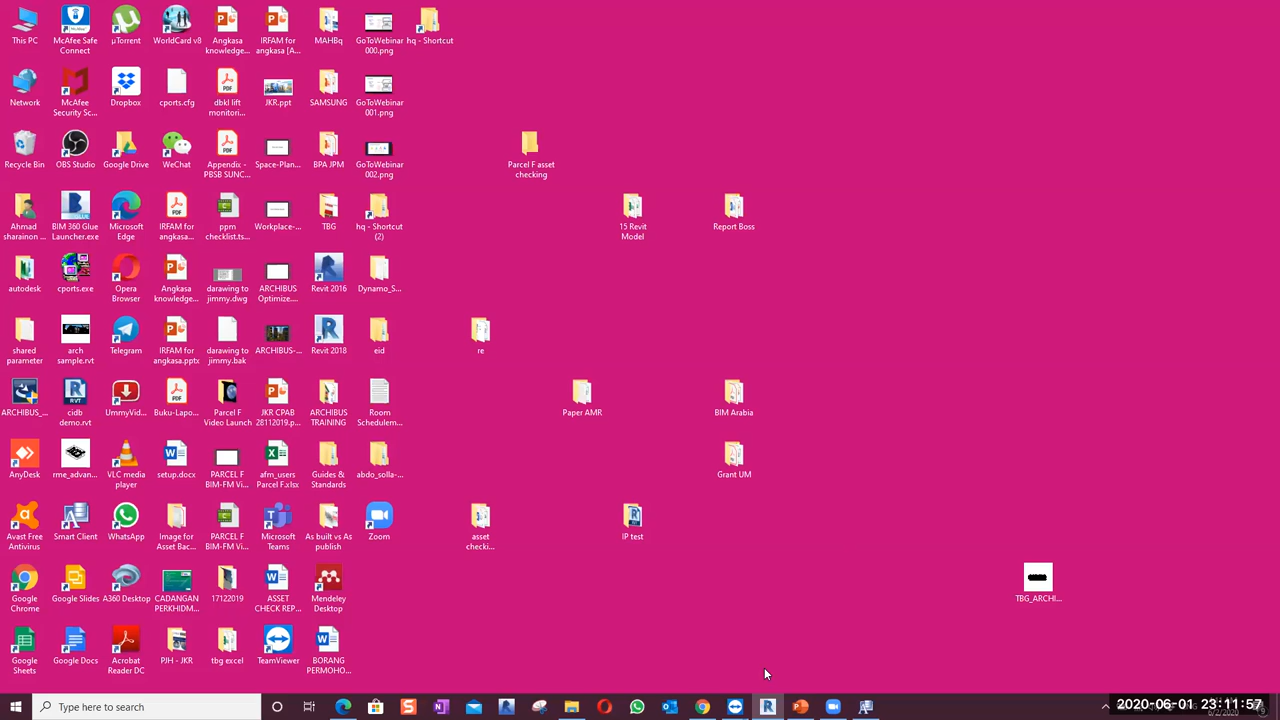 This PC
McAfee Safe
Connect
µTorrent
WorldCard v8
Angkasa
knowledge...
IRFAM for
angkasa [A...
MAHBq
GoToWebinar
000.png
hq - Shortcut
Network
McAfee
Security Sc...
Dropbox
cports.cfg
dbkl lift
monitori...
JKR.ppt
SAMSUNG
GoToWebinar
001.png
Recycle Bin
OBS Studio
Google Drive
WeChat
Appendix -
PBSB SUNC...
Space-Plan...
BPA JPM
GoToWebinar
002.png
Parcel F asset
checking
Ahmad
sharainon ...
BIM 360 Glue
Launcher.exe
Microsoft
Edge
IRFAM for
angkasa...
ppm
checklist.ts...
Workplace-...
TBG
hq - Shortcut
(2)
15 Revit
Model
Report Boss
autodesk
cports.exe
Opera
Browser
Angkasa
knowledge...
darawing to
jimmy.dwg
ARCHIBUS
Optimize....
Revit 2016
Dynamo_S...
shared
parameter
arch
sample.rvt
Telegram
IRFAM for
angkasa.pptx
darawing to
jimmy.bak
ARCHIBUS-...
Revit 2018
eid
re
ARCHIBUS_...
cidb
demo.rvt
UmmyVid...
Buku-Lapo...
Parcel F
Video Launch
JKR CPAB
28112019.p...
ARCHIBUS
TRAINING
Room
Schedulem...
Paper AMR
BIM Arabia
AnyDesk
rme_advan...
VLC media
player
setup.docx
PARCEL F
BIM-FM Vi...
afm_users
Parcel F.xlsx
Guides &
Standards
abdo_solla-...
Grant UM
Avast Free
Antivirus
Smart Client
WhatsApp
Image for
Asset Bac...
PARCEL F
BIM-FM Vi...
Microsoft
Teams
As built vs As
publish
Zoom
asset
checki...
IP test
Google
Chrome
Google Slides
A360 Desktop
CADANGAN
PERKHIDM...
17122019
ASSET
CHECK REP...
Mendeley
Desktop
TBG_ARCHI...
Google
Sheets
Google Docs
Acrobat
Reader DC
PJH - JKR
tbg excel
TeamViewer
BORANG
PERMOHO...
Type here to search
2020-06-01 23:11:57